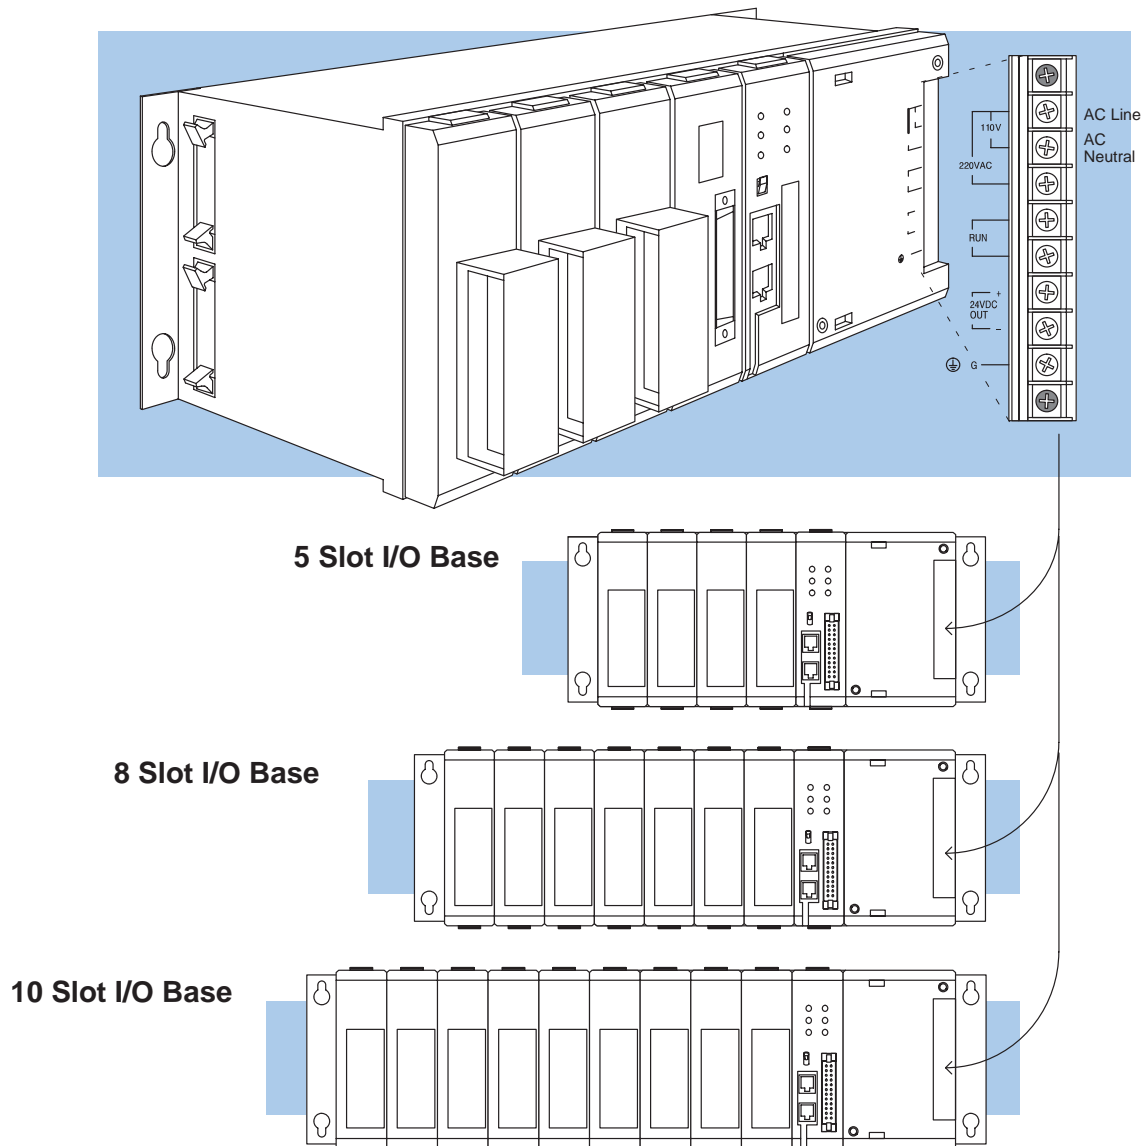 AC Line
110V
AC
Neutral
220VAC
RUN
+
24VDC
OUT
–
G
5 Slot I/O Base
8 Slot I/O Base
10 Slot I/O Base